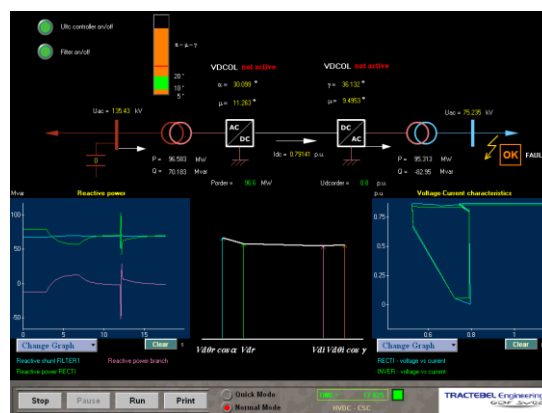 Ultc controller on/off
Filter on/off
π - μ - γ
20 °
10 °
5°
VDCOL not active
α = 30.099 °
μ = 11.263 °
VDCOL not active
γ = 36.132 °
μ = 9.4953 °
Uac = 135.43 kV
Uac = 75.235 kV
AC
DC
DC
AC
Idc = 0.79141 p.u.
0
P = 96.583 MW
Q = 70.183 Mvar
P = 95.313 MW
Q = -82.95 Mvar
OK FAUL
Porder = 96.6 MW
Udcorder = 0.8 p.u.
Mvar
Reactive power
p.u.
Voltage-Current characteristics
100
50
0
-50
0 5 10 15
0.75
0.5
0.25
0
0.6 0.8 1
Vdθr cosα Vdr
Vdi Vdθi cos γ
Change Graph
Clear
s
Change Graph
Clear
Reactive shunt FILTER1
Reactive power branch
Reactive power RECTI
RECTI - voltage vs current
INVER - voltage vs current
Stop
Pause
Run
Print
Quick Mode
Normal Mode
TIME =
HVDC - CSC
TRACTEBEL Engineering